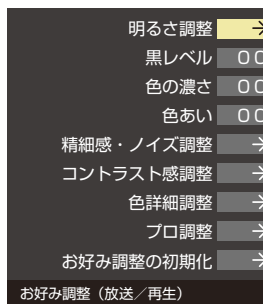 明るさ調整 →
黒レベル 00
色の濃さ 00
色あい 00
精細感・ノイズ調整 →
コントラスト感調整 →
色詳細調整 →
プロ調整 →
お好み調整の初期化 →
お好み調整（放送／再生）